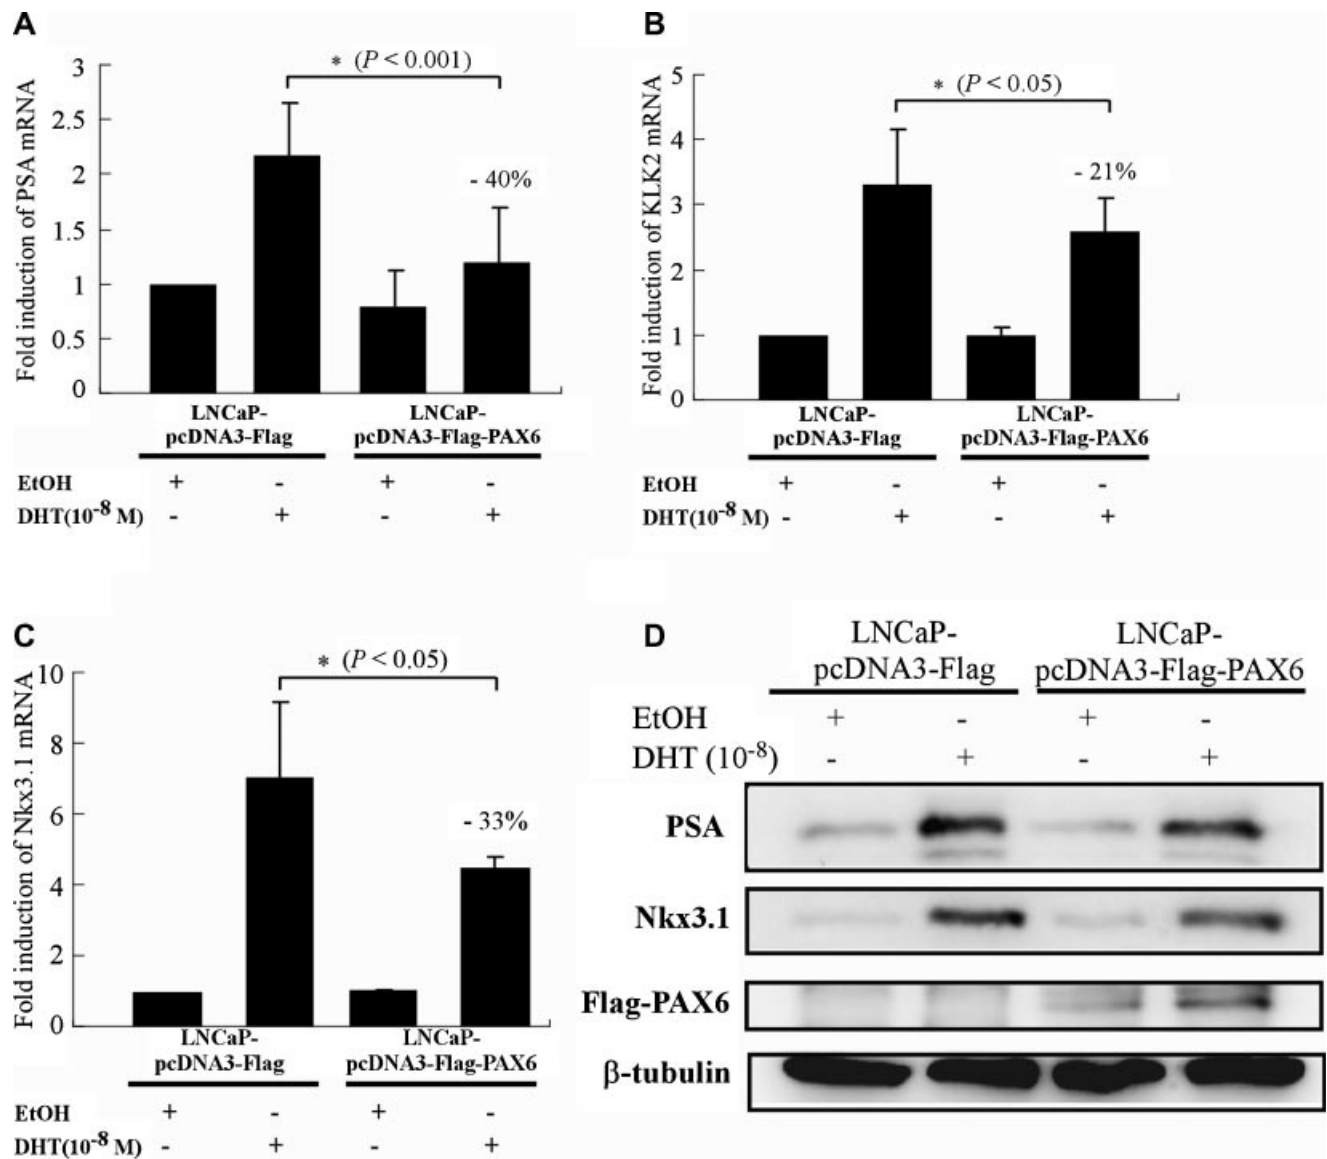 A
Fold induction of PSA mRNA
3
2.5
2
1.5
1
0.5
0
* (P < 0.001)
- 40%
LNCaP-
pcDNA3-Flag
LNCaP-
pcDNA3-Flag-PAX6
EtOH + - + -
DHT(10-8 M) - + - +
B
Fold induction of KLK2 mRNA
5
4
3
2
1
0
* (P < 0.05)
- 21%
LNCaP-
pcDNA3-Flag
LNCaP-
pcDNA3-Flag-PAX6
EtOH + - + -
DHT(10-8 M) - + - +
C
Fold induction of Nkx3.1 mRNA
10
8
6
4
2
0
* (P < 0.05)
- 33%
LNCaP-
pcDNA3-Flag
LNCaP-
pcDNA3-Flag-PAX6
EtOH + - + -
DHT(10-8 M) - + - +
D
LNCaP-
pcDNA3-Flag
LNCaP-
pcDNA3-Flag-PAX6
EtOH + - + -
DHT (10-8) - + - +
PSA
Nkx3.1
Flag-PAX6
β-tubulin